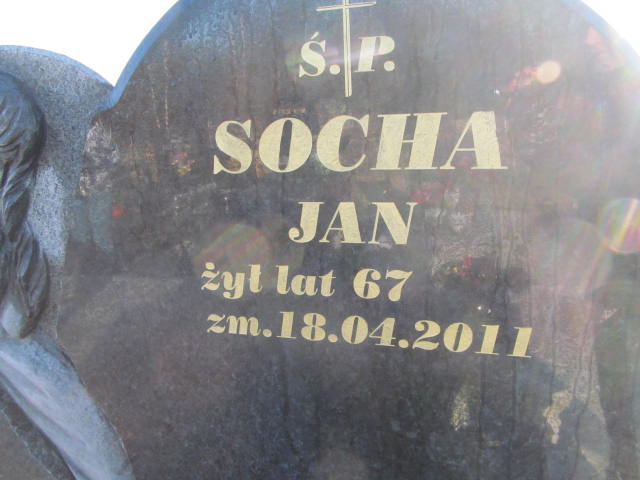 Ś.P.
SOCHA
JAN
żył lat 67
zm.18.04.2011